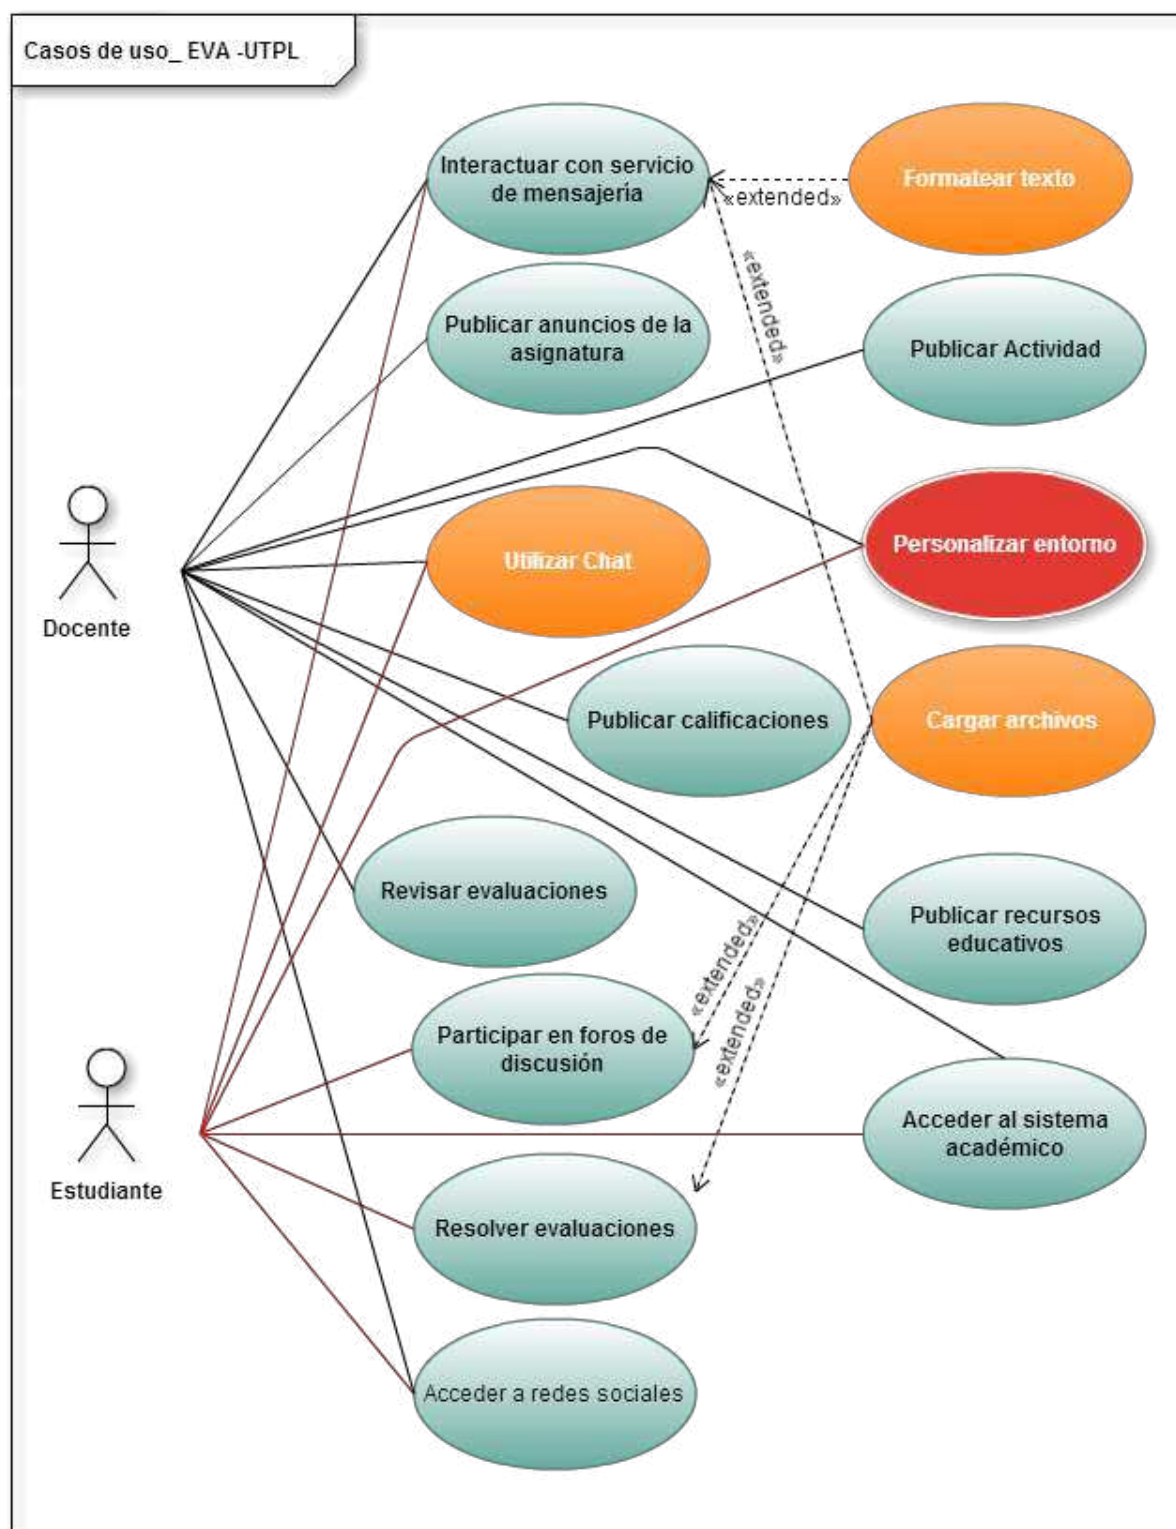 Casos de uso_ EVA -UTPL
Interactuar con servicio
de mensajería
Formatear texto
«extended»
«extended»
Publicar anuncios de la
asignatura
Publicar Actividad
Personalizar entorno
Utilizar Chat
Docente
Publicar calificaciones
Cargar archivos
Revisar evaluaciones
Publicar recursos
educativos
«extended»
«extended»
Participar en foros de
discusión
Acceder al sistema
académico
Estudiante
Resolver evaluaciones
Acceder a redes sociales